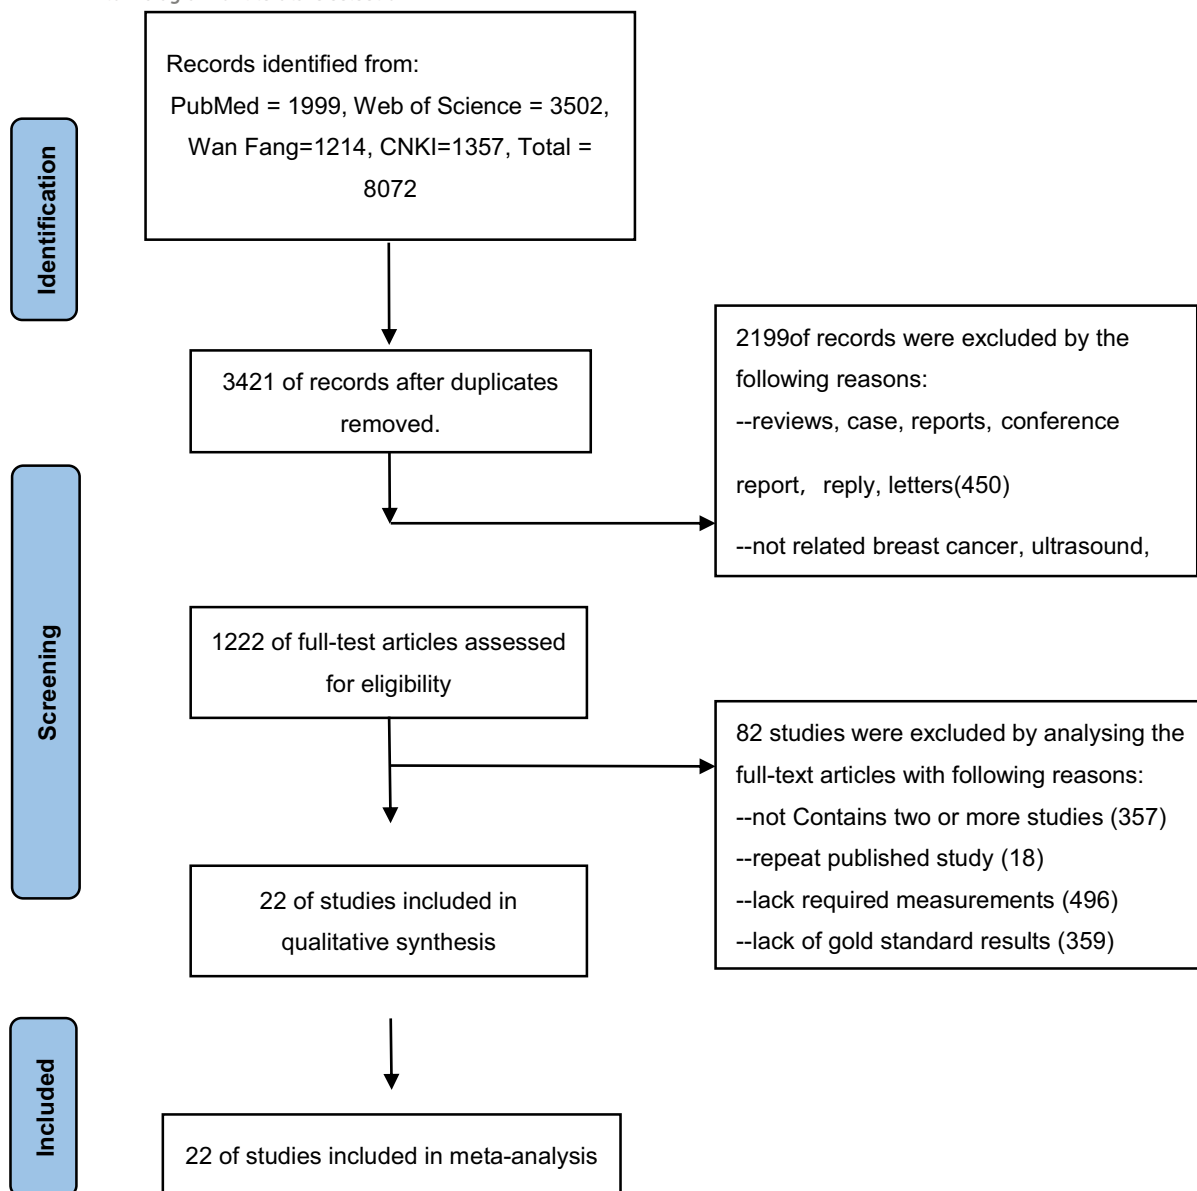 Records identified from:
PubMed = 1999, Web of Science = 3502,
Wan Fang=1214, CNKI=1357, Total =
8072
Identification
3421 of records after duplicates
removed.
2199of records were excluded by the
following reasons:
--reviews, case, reports, conference
report, reply, letters(450)
--not related breast cancer, ultrasound,
Screening
1222 of full-test articles assessed
for eligibility
82 studies were excluded by analysing the
full-text articles with following reasons:
--not Contains two or more studies (357)
--repeat published study (18)
--lack required measurements (496)
--lack of gold standard results (359)
22 of studies included in
qualitative synthesis
Included
22 of studies included in meta-analysis